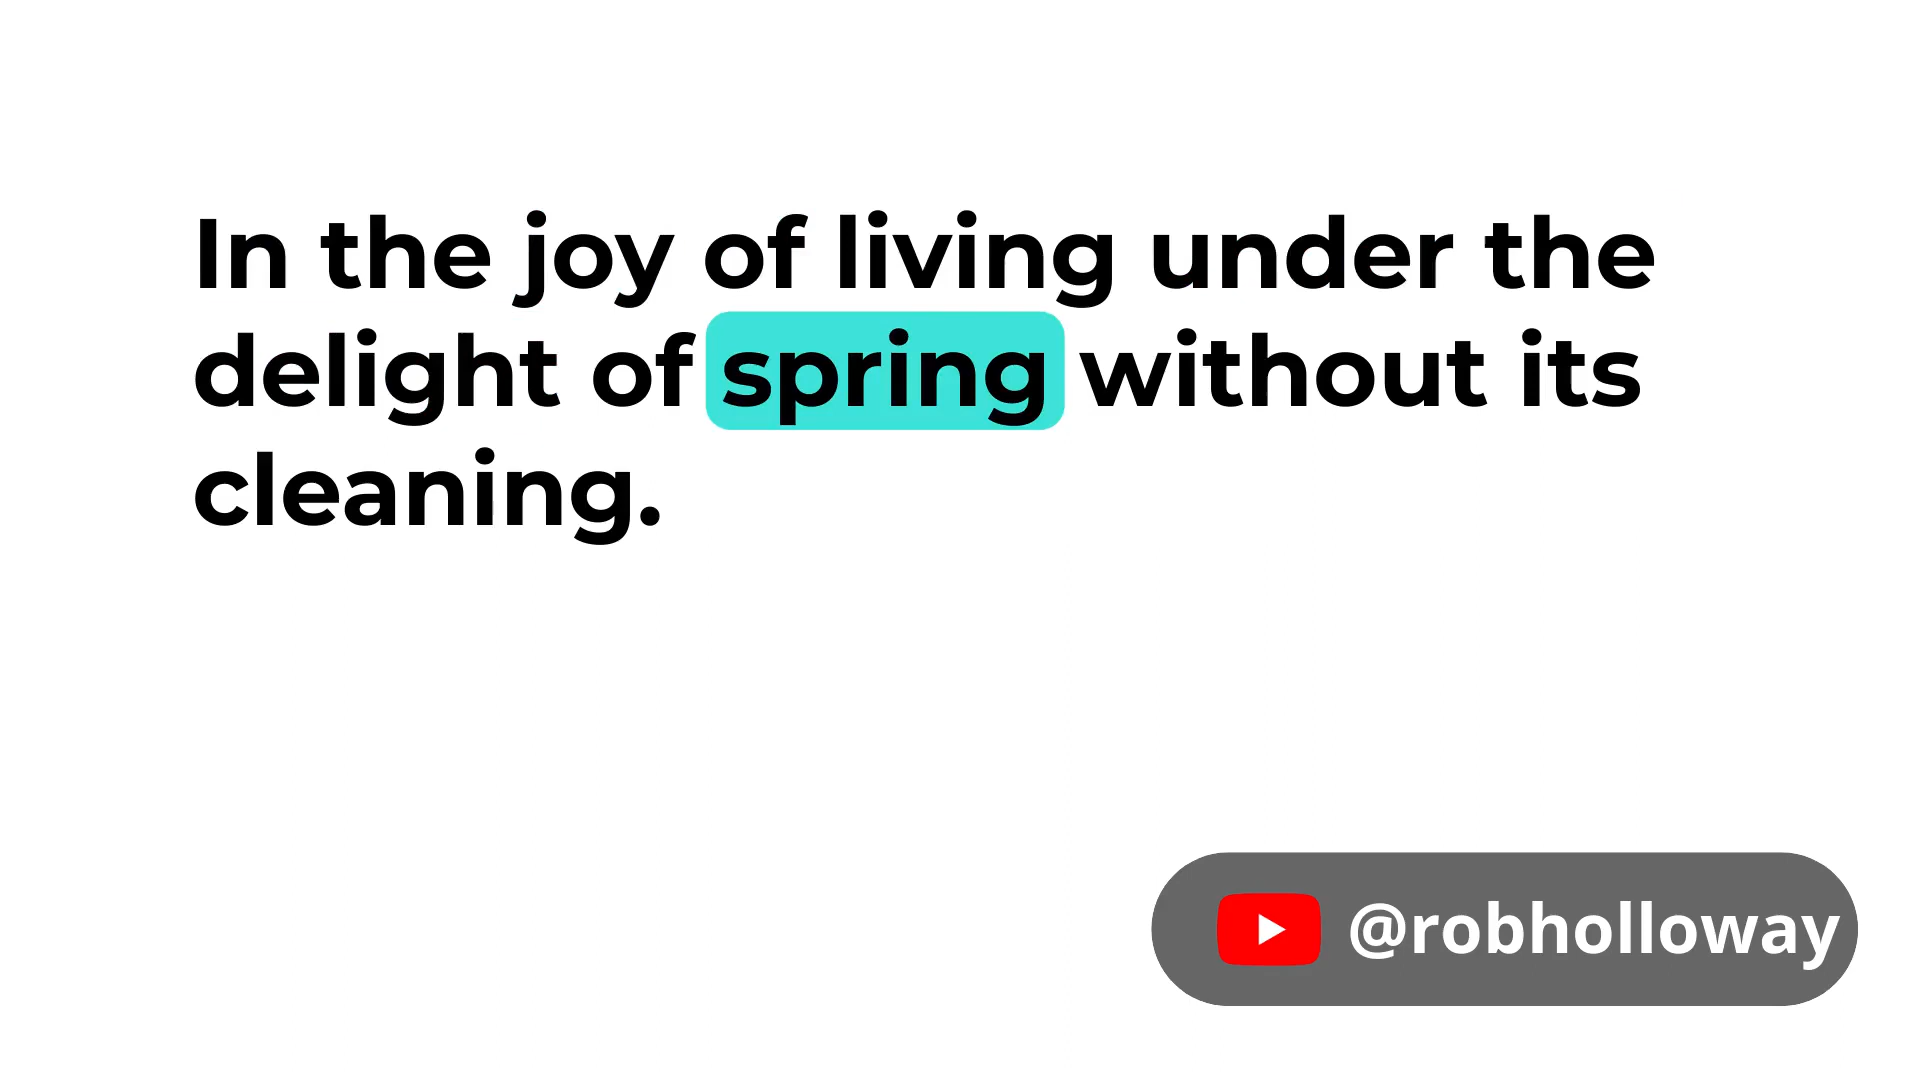 In the joy of living under the
delight of spring without its
cleaning.
@robholloway